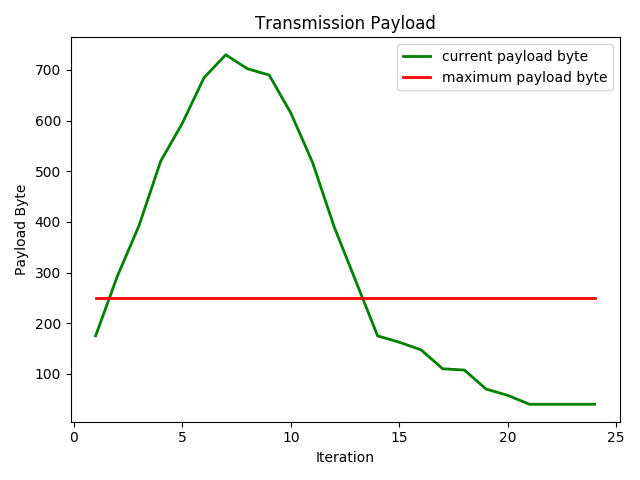 Transmission Payload
current payload byte
maximum payload byte
Payload Byte
700
600
500
400
300
200
100
0
5
10
15
20
25
Iteration